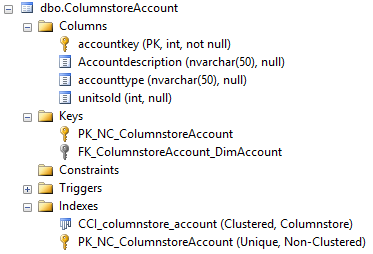 dbo.ColumnstoreAccount
Columns
accountkey (PK, int, not null)
Accountdescription (nvarchar(50), null)
accounttype (nvarchar(50), null)
unitsold (int, null)
Keys
PK_NC_ColumnstoreAccount
FK_ColumnstoreAccount_DimAccount
Constraints
Triggers
Indexes
CCI_columnstore_account (Clustered, Columnstore)
PK_NC_ColumnstoreAccount (Unique, Non-Clustered)